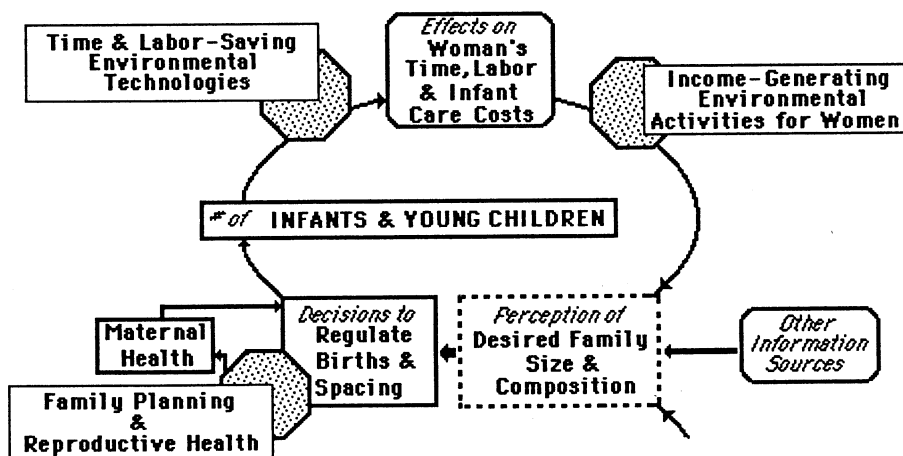 Time & Labor-Saving
Environmental
Technologies
Effects on
Woman's
Time, Labor
& Infant
Care Costs
Income-Generating
Environmental
Activities for Women
# of INFANTS & YOUNG CHILDREN
Maternal
Health
Decisions to
Regulate
Births &
Spacing
Perception of
Desired Family
Size &
Composition
Other
Information
Sources
Family Planning
&
Reproductive Health